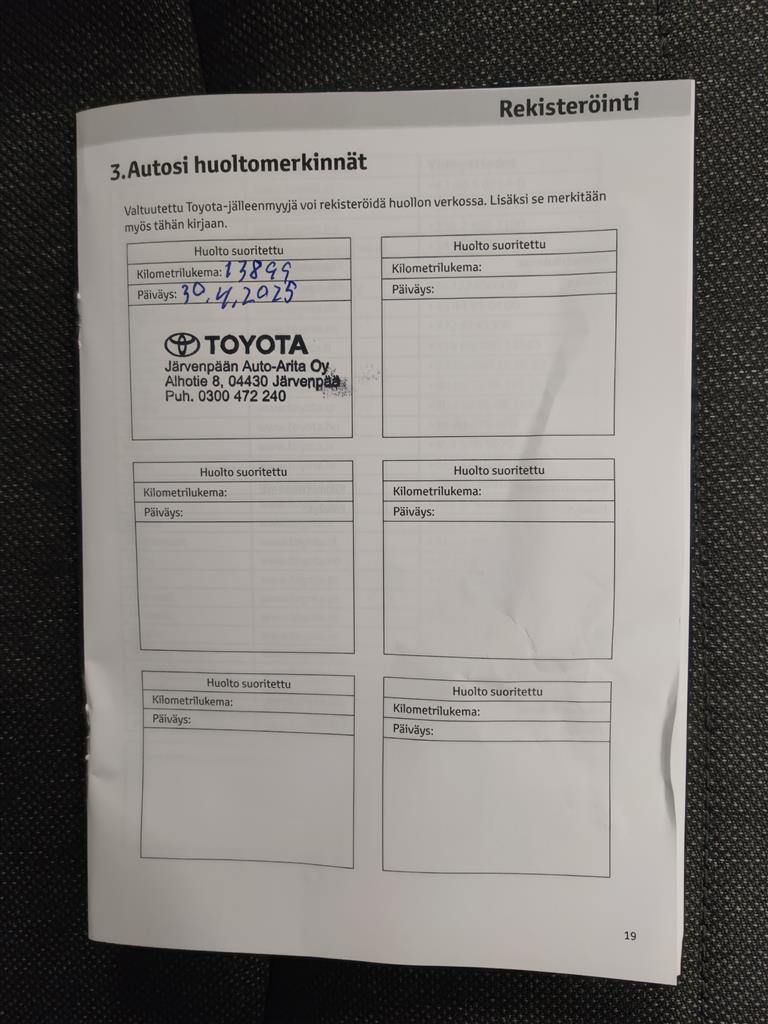 Rekisteröinti
3. Autosi huoltomerkinnät
Valtuutettu Toyota-jälleenmyyjä voi rekisteröidä huollon verkossa. Lisäksi se merkitään
myös tähän kirjaan.
Huolto suoritettu
Kilometrilukema: 13899
Päiväys: 30.4.2025
TOYOTA
Järvenpään Auto-Arita Oy
Alhotie 8, 04430 Järvenpää
Puh. 0300 472 240
Huolto suoritettu
Kilometrilukema:
Päiväys:
Huolto suoritettu
Kilometrilukema:
Päiväys:
Huolto suoritettu
Kilometrilukema:
Päiväys:
Huolto suoritettu
Kilometrilukema:
Päiväys:
Huolto suoritettu
Kilometrilukema:
Päiväys:
19